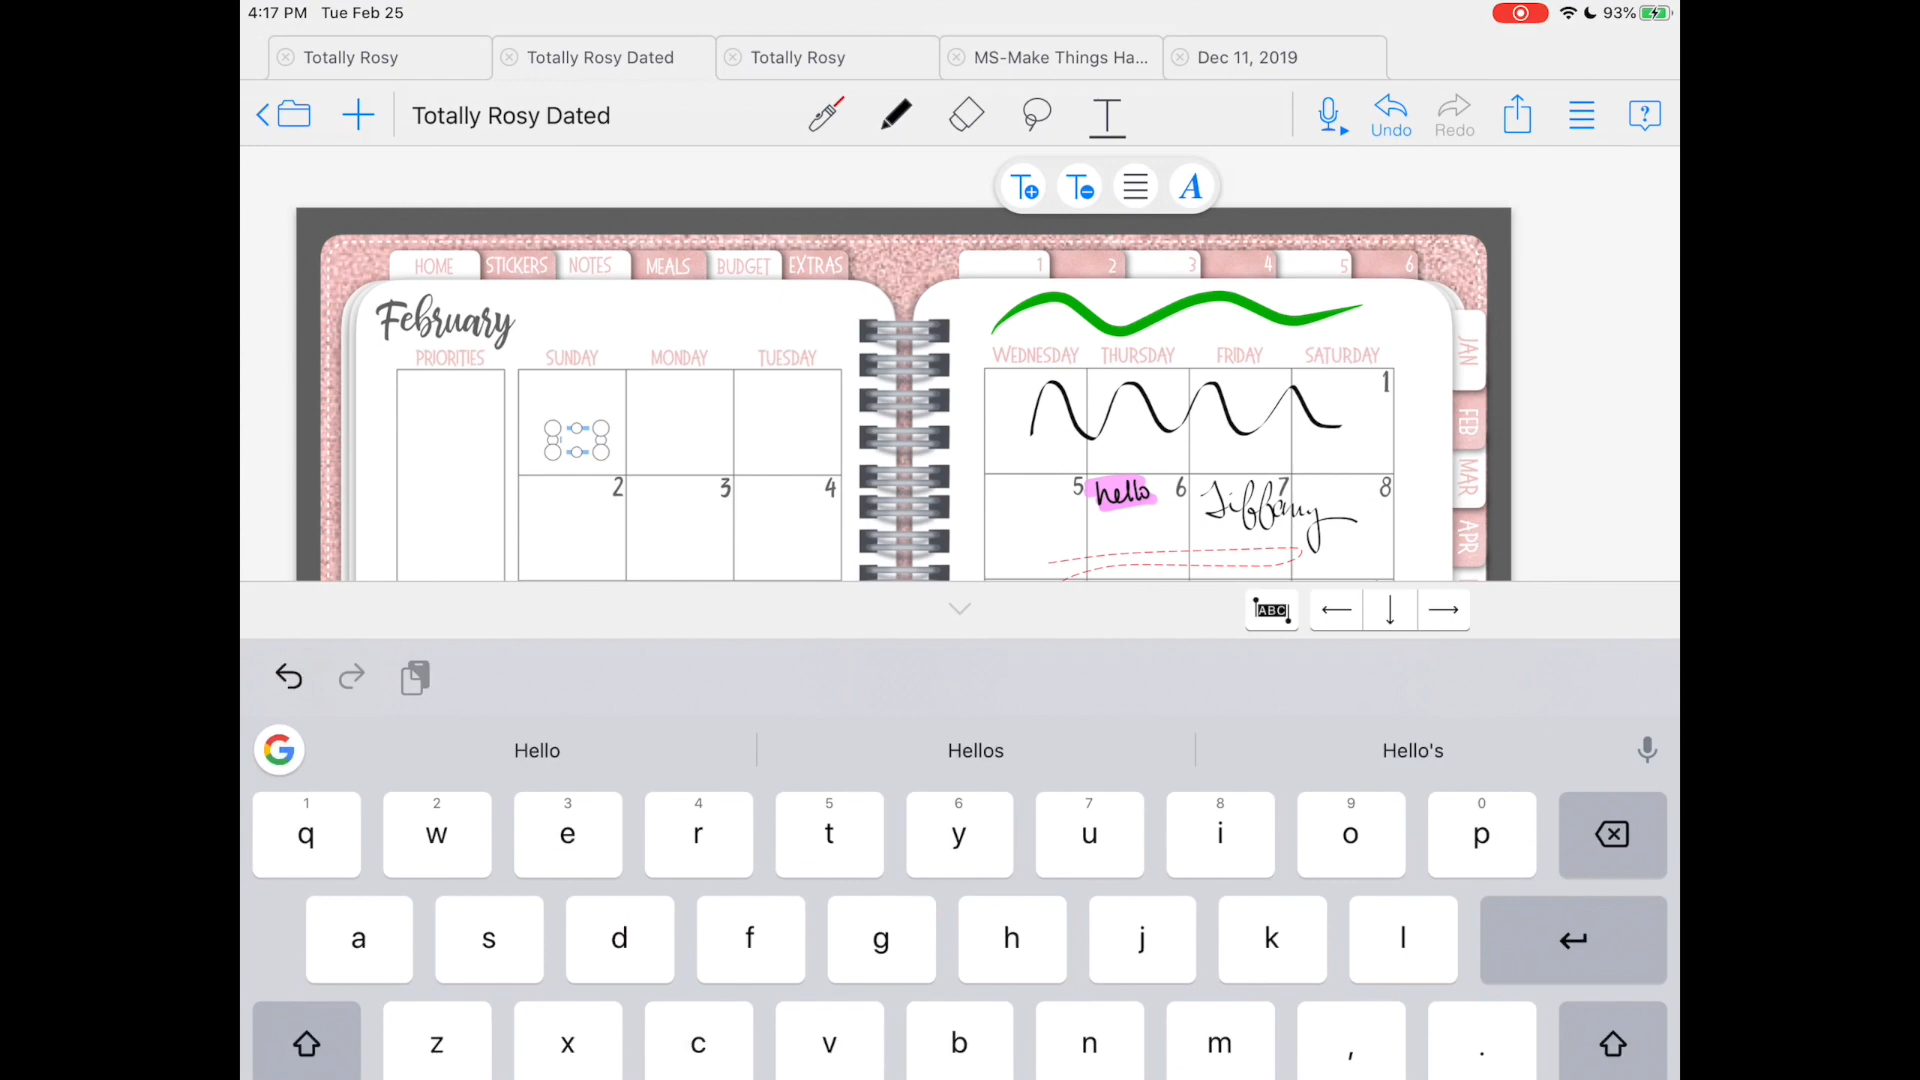 4:17 PM Tue Feb 25 93%
Totally Rosy Totally Rosy Dated Totally Rosy MS-Make Things Ha... Dec 11, 2019
Totally Rosy Dated T Undo Redo ?
T T A
HOME STICKERS NOTES MEALS BUDGET EXTRAS 1 2 3 4 5 6
February
PRIORITIES SUNDAY MONDAY TUESDAY WEDNESDAY THURSDAY FRIDAY SATURDAY
1
2 3 4 5 hello 6 7 Tiffany 8
JAN
FEB
MAR
APR
ABC
G Hello Hellos Hello's
1 2 3 4 5 6 7 8 9 0
q w e r t y u i o p
a s d f g h j k l
z x c v b n m , .